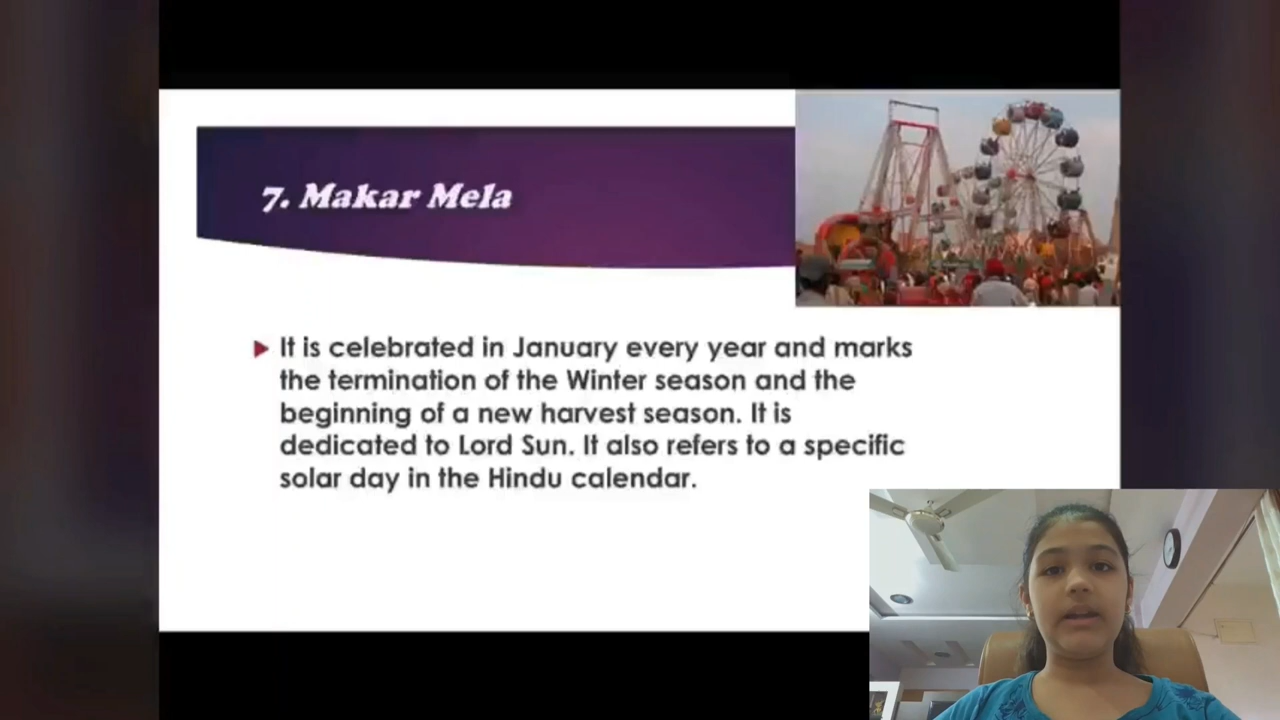 7. Makar Mela
It is celebrated in January every year and marks
the termination of the Winter season and the
beginning of a new harvest season. It is
dedicated to Lord Sun. It also refers to a specific
solar day in the Hindu calendar.